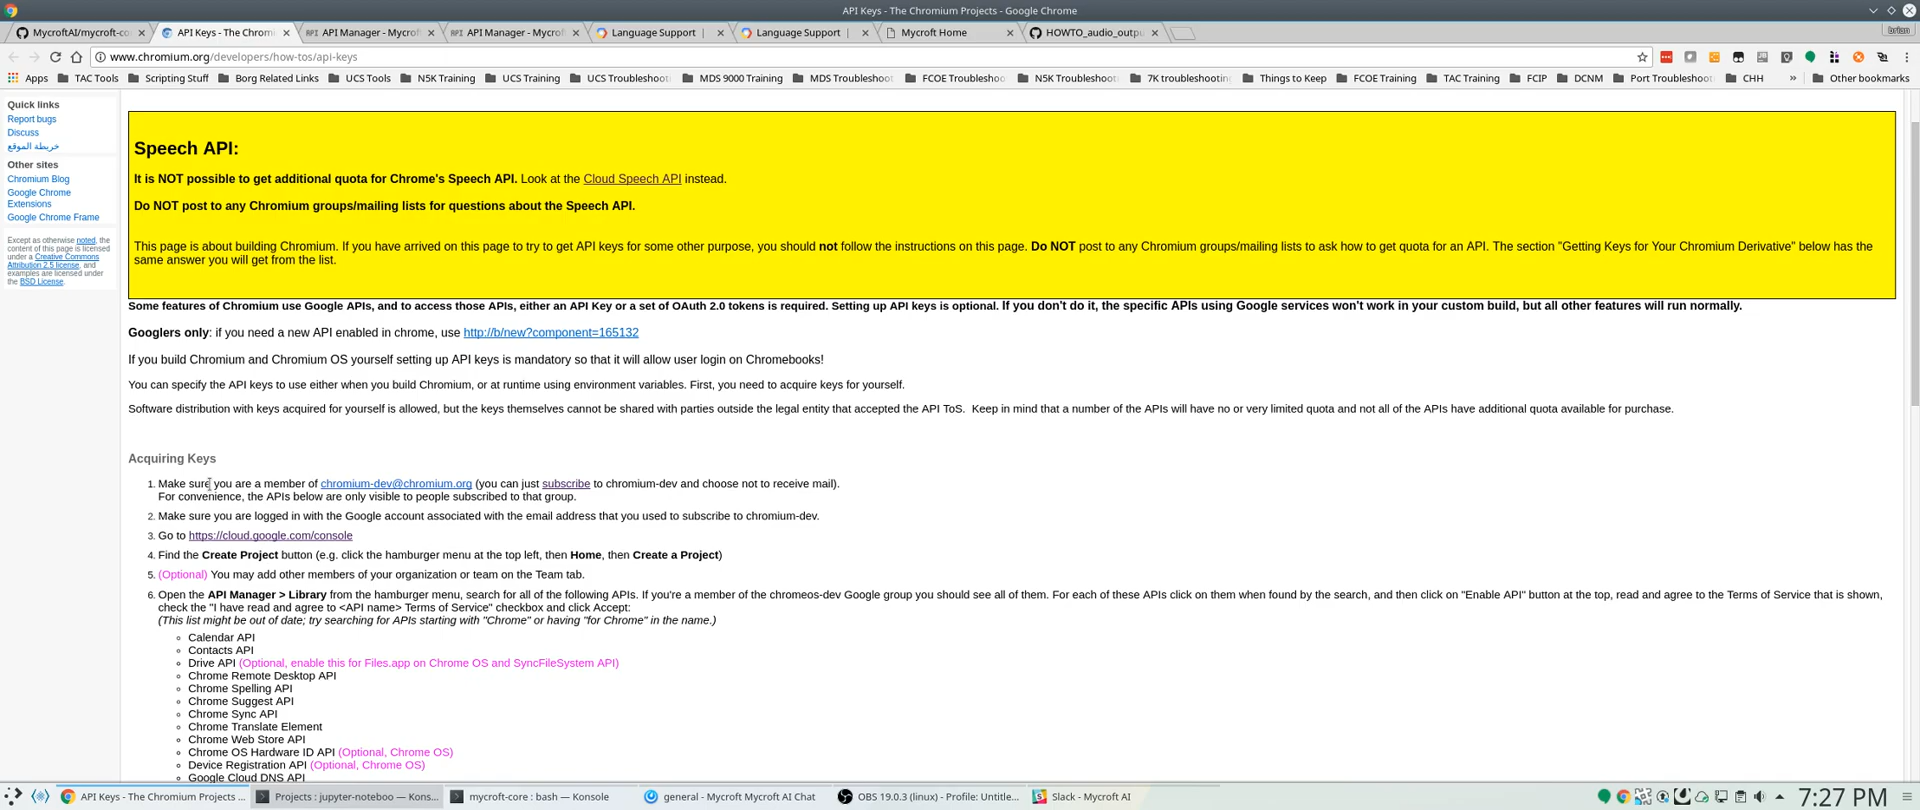 API Keys - The Chromium Projects - Google Chrome
MycroftAI/mycroft-co
API Keys - The Chromi
API API Manager - Mycrof
API API Manager - Mycrof
Language Support
Language Support
Mycroft Home
HOWTO_audio_outpu
brian
www.chromium.org/developers/how-tos/api-keys
Apps
TAC Tools
Scripting Stuff
Borg Related Links
UCS Tools
N5K Training
UCS Training
UCS Troubleshooti
MDS 9000 Training
MDS Troubleshoot
FCOE Troubleshoot
N5K Troubleshoot
7K troubleshootin
Things to Keep
FCOE Training
TAC Training
FCIP
DCNM
Port Troubleshoot
CHH
»
Other bookmarks
Quick links
Report bugs
Discuss
خريطة الموقع
Other sites
Chromium Blog
Google Chrome
Extensions
Google Chrome Frame
Except as otherwise noted, the
content of this page is licensed
under a Creative Commons
Attribution 2.5 license, and
examples are licensed under
the BSD License.
Speech API:
It is NOT possible to get additional quota for Chrome's Speech API. Look at the Cloud Speech API instead.
Do NOT post to any Chromium groups/mailing lists for questions about the Speech API.
This page is about building Chromium. If you have arrived on this page to try to get API keys for some other purpose, you should not follow the instructions on this page. Do NOT post to any Chromium groups/mailing lists to ask how to get quota for an API. The section "Getting Keys for Your Chromium Derivative" below has the
same answer you will get from the list.
Some features of Chromium use Google APIs, and to access those APIs, either an API Key or a set of OAuth 2.0 tokens is required. Setting up API keys is optional. If you don't do it, the specific APIs using Google services won't work in your custom build, but all other features will run normally.
Googlers only: if you need a new API enabled in chrome, use http://b/new?component=165132
If you build Chromium and Chromium OS yourself setting up API keys is mandatory so that it will allow user login on Chromebooks!
You can specify the API keys to use either when you build Chromium, or at runtime using environment variables. First, you need to acquire keys for yourself.
Software distribution with keys acquired for yourself is allowed, but the keys themselves cannot be shared with parties outside the legal entity that accepted the API ToS. Keep in mind that a number of the APIs will have no or very limited quota and not all of the APIs have additional quota available for purchase.
Acquiring Keys
1. Make sure you are a member of chromium-dev@chromium.org (you can just subscribe to chromium-dev and choose not to receive mail).
For convenience, the APIs below are only visible to people subscribed to that group.
2. Make sure you are logged in with the Google account associated with the email address that you used to subscribe to chromium-dev.
3. Go to https://cloud.google.com/console
4. Find the Create Project button (e.g. click the hamburger menu at the top left, then Home, then Create a Project)
5. (Optional) You may add other members of your organization or team on the Team tab.
6. Open the API Manager > Library from the hamburger menu, search for all of the following APIs. If you're a member of the chromeos-dev Google group you should see all of them. For each of these APIs click on them when found by the search, and then click on "Enable API" button at the top, read and agree to the Terms of Service that is shown,
check the "I have read and agree to <API name> Terms of Service" checkbox and click Accept:
(This list might be out of date; try searching for APIs starting with "Chrome" or having "for Chrome" in the name.)
Calendar API
Contacts API
Drive API (Optional, enable this for Files.app on Chrome OS and SyncFileSystem API)
Chrome Remote Desktop API
Chrome Spelling API
Chrome Suggest API
Chrome Sync API
Chrome Translate Element
Chrome Web Store API
Chrome OS Hardware ID API (Optional, Chrome OS)
Device Registration API (Optional, Chrome OS)
Google Cloud DNS API
API Keys - The Chromium Projects ...
Projects : jupyter-noteboo — Kons...
mycroft-core : bash — Konsole
general - Mycroft Mycroft AI Chat
OBS 19.0.3 (linux) - Profile: Untitle...
Slack - Mycroft AI
7:27 PM